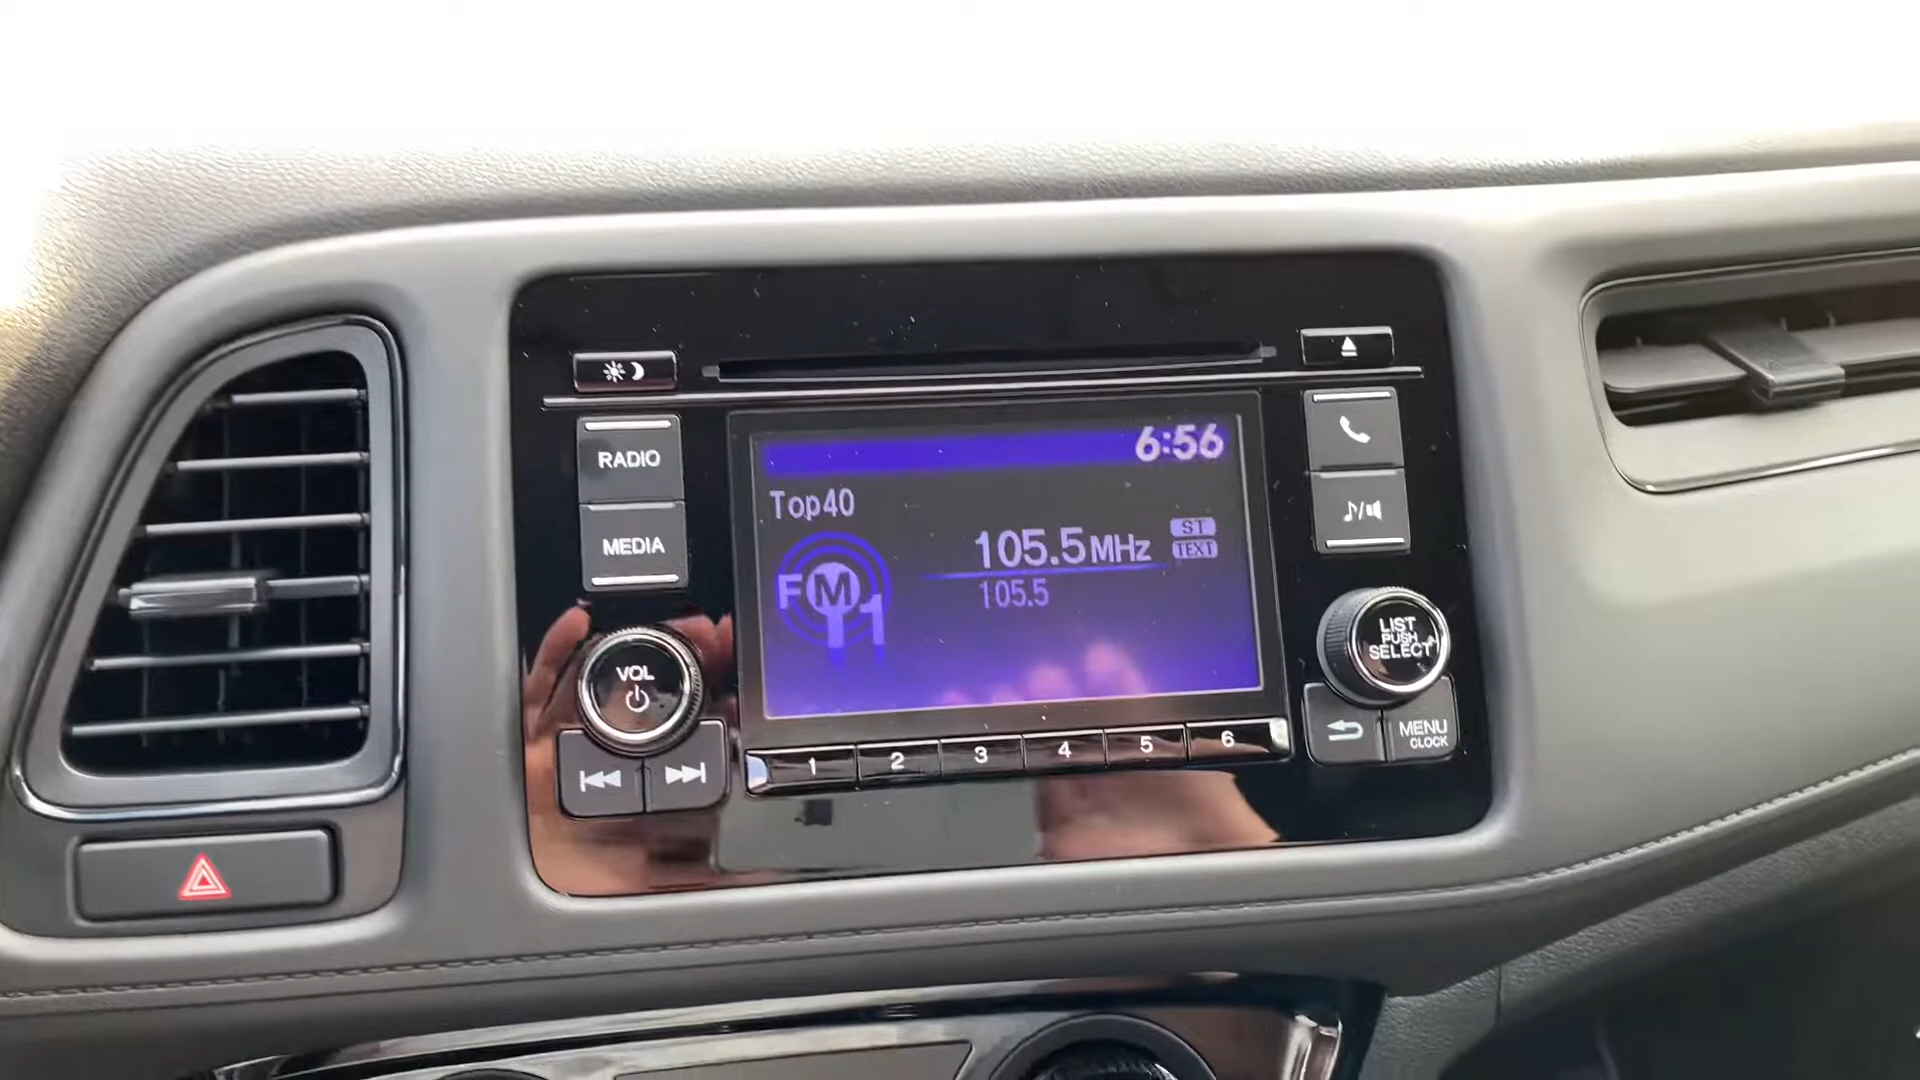 RADIO
MEDIA
VOL
6:56
Top40
105.5MHz
ST
TEXT
105.5
FM
1
1 2 3 4 5 6
LIST
PUSH
SELECT
MENU
CLOCK